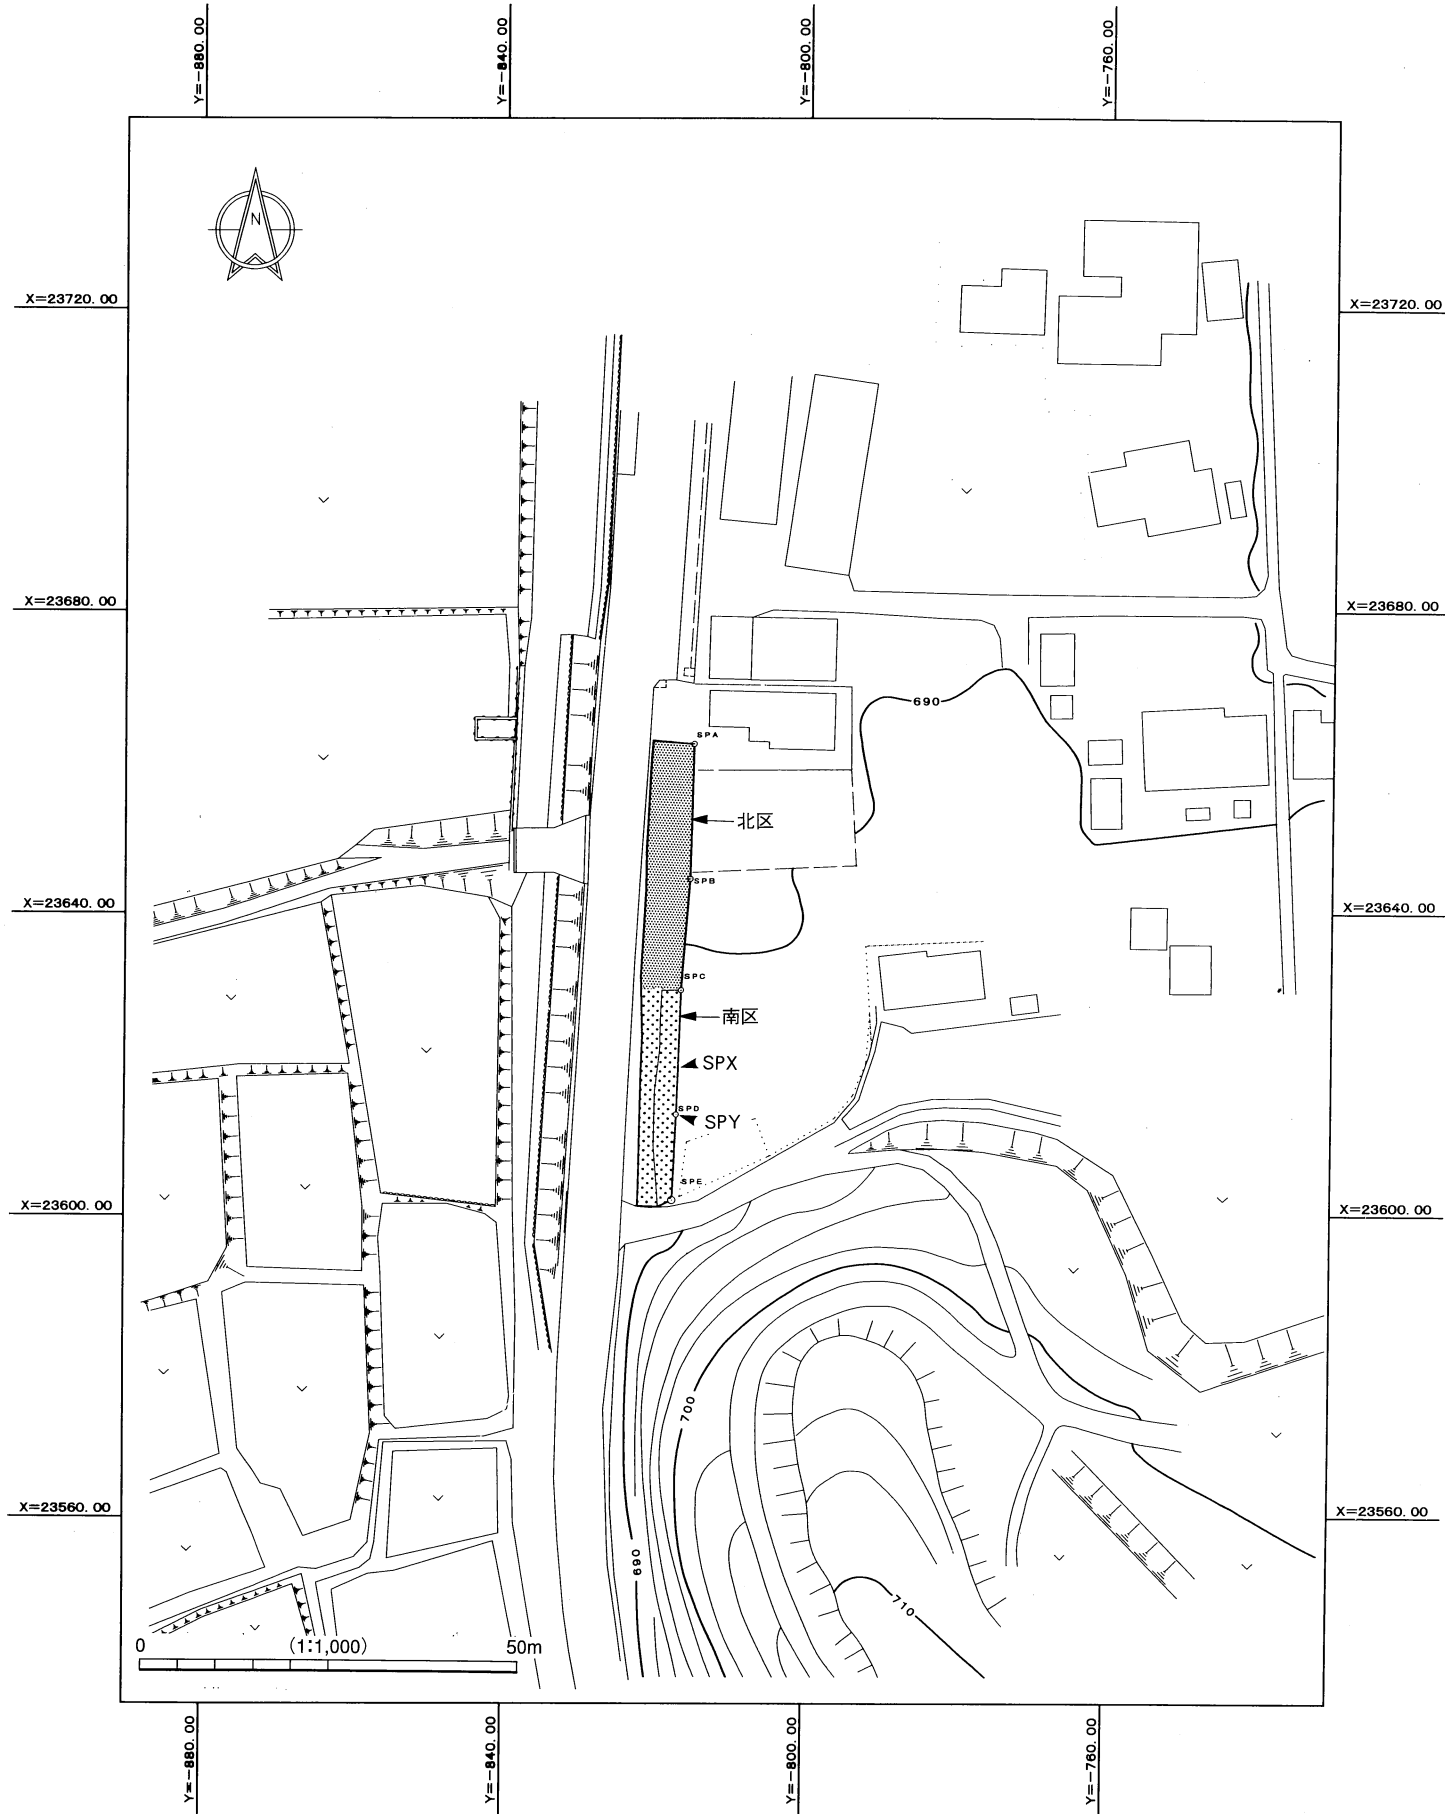 Y=-880.00
Y=-840.00
Y=-800.00
Y=-760.00
N
X=23720.00
X=23720.00
X=23680.00
X=23680.00
690
SPA
北区
SPB
X=23640.00
X=23640.00
SPC
南区
SPX
SPD
SPY
SPE
X=23600.00
X=23600.00
700
X=23560.00
X=23560.00
690
710
0 (1:1,000) 50m
Y=-880.00
Y=-840.00
Y=-800.00
Y=-760.00